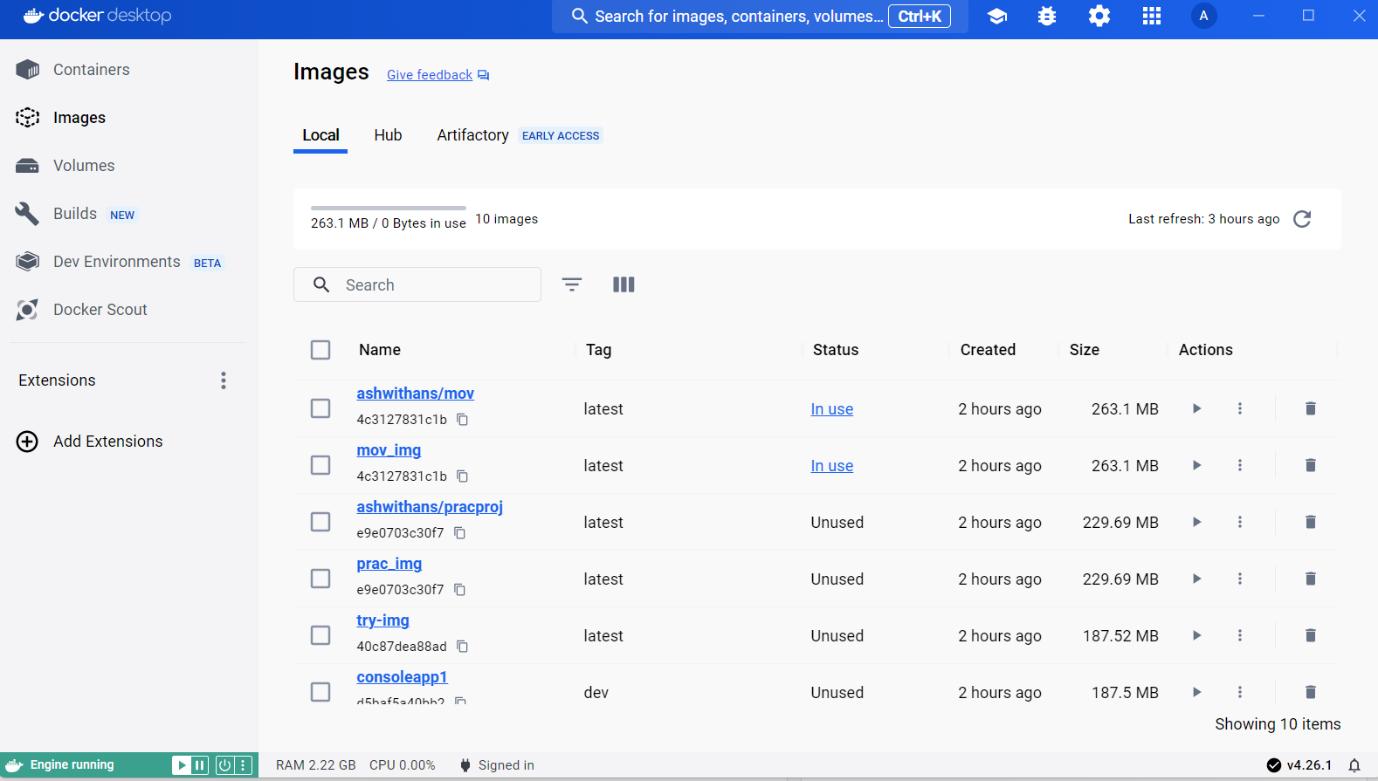 docker desktop
Search for images, containers, volumes... Ctrl+K
A
Containers
Images
Volumes
Builds NEW
Dev Environments BETA
Docker Scout
Extensions
Add Extensions
Images Give feedback
Local Hub Artifactory EARLY ACCESS
263.1 MB / 0 Bytes in use 10 images Last refresh: 3 hours ago
Search
Name Tag Status Created Size Actions
ashwithans/mov
4c3127831c1b
latest In use 2 hours ago 263.1 MB
mov_img
4c3127831c1b
latest In use 2 hours ago 263.1 MB
ashwithans/pracproj
e9e0703c30f7
latest Unused 2 hours ago 229.69 MB
prac_img
e9e0703c30f7
latest Unused 2 hours ago 229.69 MB
try-img
40c87dea88ad
latest Unused 2 hours ago 187.52 MB
consoleapp1
dev Unused 2 hours ago 187.5 MB
Showing 10 items
Engine running RAM 2.22 GB CPU 0.00% Signed in v4.26.1